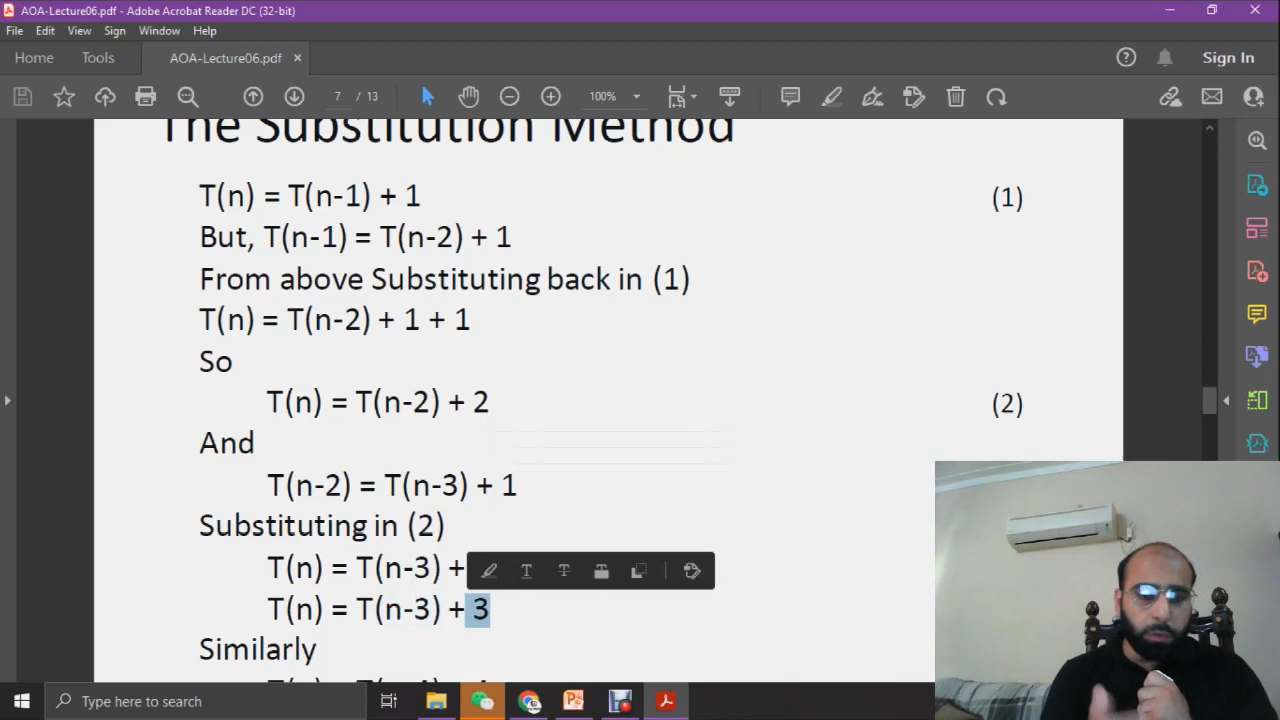 AOA-Lecture06.pdf - Adobe Acrobat Reader DC (32-bit)
File Edit View Sign Window Help
Home Tools AOA-Lecture06.pdf × Sign In
7 / 13 100%
The Substitution Method
T(n) = T(n-1) + 1 (1)
But, T(n-1) = T(n-2) + 1
From above Substituting back in (1)
T(n) = T(n-2) + 1 + 1
So
T(n) = T(n-2) + 2 (2)
And
T(n-2) = T(n-3) + 1
Substituting in (2)
T(n) = T(n-3) +
T(n) = T(n-3) + 3
Similarly
Type here to search